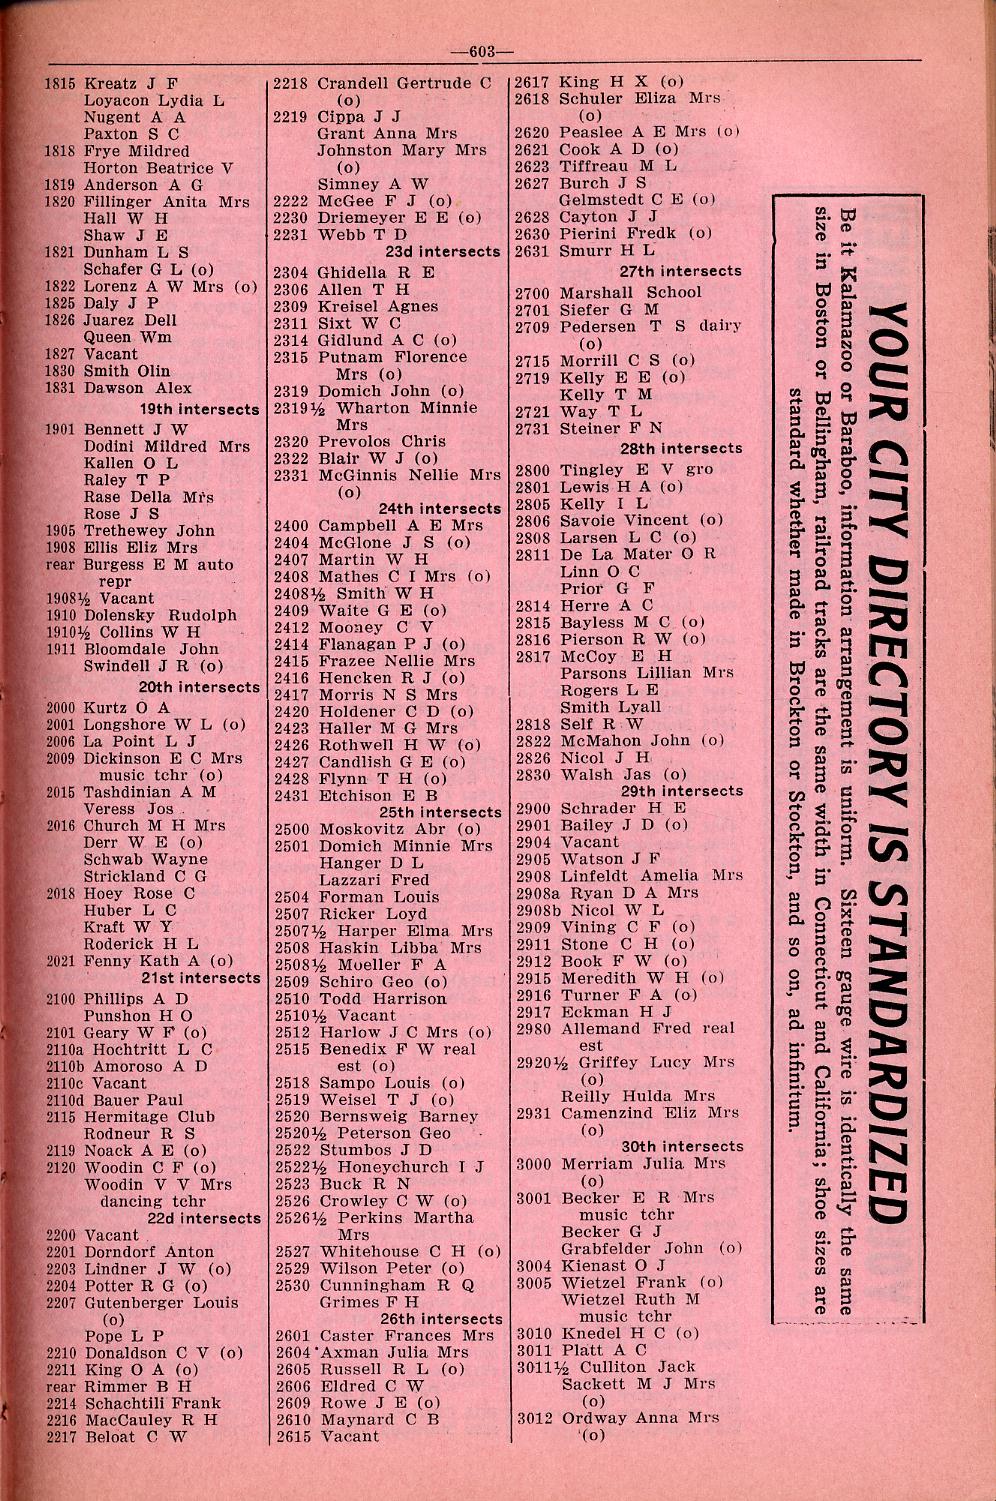 —603—
1815 Kreatz J F
Loyacon Lydia L
Nugent A A
Paxton S C
1818 Frye Mildred
Horton Beatrice V
1819 Anderson A G
1820 Fillinger Anita Mrs
Hall W H
Shaw J E
1821 Dunham L S
Schafer G L (o)
1822 Lorenz A W Mrs (o)
1825 Daly J P
1826 Juarez Dell
Queen Wm
1827 Vacant
1830 Smith Olin
1831 Dawson Alex
19th intersects
1901 Bennett J W
Dodini Mildred Mrs
Kallen O L
Raley T P
Rase Della Mrs
Rose J S
1905 Trethewey John
1908 Ellis Eliz Mrs
rear Burgess E M auto
repr
1908½ Vacant
1910 Dolensky Rudolph
1910½ Collins W H
1911 Bloomdale John
Swindell J R (o)
20th intersects
2000 Kurtz O A
2001 Longshore W L (o)
2006 La Point L J
2009 Dickinson E C Mrs
music tchr (o)
2015 Tashdinian A M
Veress Jos
2016 Church M H Mrs
Derr W E (o)
Schwab Wayne
Strickland C G
2018 Hoey Rose C
Huber L C
Kraft W Y
Roderick H L
2021 Fenny Kath A (o)
21st intersects
2100 Phillips A D
Punshon H O
2101 Geary W F (o)
2110a Hochtritt L C
2110b Amoroso A D
2110c Vacant
2110d Bauer Paul
2115 Hermitage Club
Rodneur R S
2119 Noack A E (o)
2120 Woodin C F (o)
Woodin V V Mrs
dancing tchr
22d intersects
2200 Vacant
2201 Dorndorf Anton
2203 Lindner J W (o)
2204 Potter R G (o)
2207 Gutenberger Louis
(o)
Pope L P
2210 Donaldson C V (o)
2211 King O A (o)
rear Rimmer B H
2214 Schachtili Frank
2216 MacCauley R H
2217 Beloat C W
2218 Crandell Gertrude C
(o)
2219 Cippa J J
Grant Anna Mrs
Johnston Mary Mrs
(o)
Simney A W
2222 McGee F J (o)
2230 Driemeyer E E (o)
2231 Webb T D
23d intersects
2304 Ghidella R E
2306 Allen T H
2309 Kreisel Agnes
2311 Sixt W C
2314 Gidlund A C (o)
2315 Putnam Florence
Mrs (o)
2319 Domich John (o)
2319½ Wharton Minnie
Mrs
2320 Prevolos Chris
2322 Blair W J (o)
2331 McGinnis Nellie Mrs
(o)
24th intersects
2400 Campbell A E Mrs
2404 McGlone J S (o)
2407 Martin W H
2408 Mathes C I Mrs (o)
2408½ Smith W H
2409 Waite G E (o)
2412 Mooney C V
2414 Flanagan P J (o)
2415 Frazee Nellie Mrs
2416 Hencken R J (o)
2417 Morris N S Mrs
2420 Holdener C D (o)
2423 Haller M G Mrs
2426 Rothwell H W (o)
2427 Candlish G E (o)
2428 Flynn T H (o)
2431 Etchison E B
25th intersects
2500 Moskovitz Abr (o)
2501 Domich Minnie Mrs
Hanger D L
Lazzari Fred
2504 Forman Louis
2507 Ricker Loyd
2507½ Harper Elma Mrs
2508 Haskin Libba Mrs
2508½ Mueller F A
2509 Schiro Geo (o)
2510 Todd Harrison
2510½ Vacant
2512 Harlow J C Mrs (o)
2515 Benedix F W real
est (o)
2518 Sampo Louis (o)
2519 Weisel T J (o)
2520 Bernsweig Barney
2520½ Peterson Geo
2522 Stumbos J D
2522½ Honeychurch I J
2523 Buck R N
2526 Crowley C W (o)
2526½ Perkins Martha
Mrs
2527 Whitehouse C H (o)
2529 Wilson Peter (o)
2530 Cunningham R Q
Grimes F H
26th intersects
2601 Caster Frances Mrs
2604 Axman Julia Mrs
2605 Russell R L (o)
2606 Eldred C W
2609 Rowe J E (o)
2610 Maynard C B
2615 Vacant
2617 King H X (o)
2618 Schuler Eliza Mrs
(o)
2620 Peaslee A E Mrs (o)
2621 Cook A D (o)
2623 Tiffreau M L
2627 Burch J S
Gelmstedt C E (o)
2628 Cayton J J
2630 Pierini Fredk (o)
2631 Smurr H L
27th intersects
2700 Marshall School
2701 Siefer G M
2709 Pedersen T S dairy
(o)
2715 Morrill C S (o)
2719 Kelly E E (o)
Kelly T M
2721 Way T L
2731 Steiner F N
28th intersects
2800 Tingley E V gro
2801 Lewis H A (o)
2805 Kelly I L
2806 Savoie Vincent (o)
2808 Larsen L C (o)
2811 De La Mater O R
Linn O C
Prior G F
2814 Herre A C
2815 Bayless M C (o)
2816 Pierson R W (o)
2817 McCoy E H
Parsons Lillian Mrs
Rogers L E
Smith Lyall
2818 Self R W
2822 McMahon John (o)
2826 Nicol J H
2830 Walsh Jas (o)
29th intersects
2900 Schrader H E
2901 Bailey J D (o)
2904 Vacant
2905 Watson J F
2908 Linfeldt Amelia Mrs
2908a Ryan D A Mrs
2908b Nicol W L
2909 Vining C F (o)
2911 Stone C H (o)
2912 Book F W (o)
2915 Meredith W H (o)
2916 Turner F A (o)
2917 Eckman H J
2980 Allemand Fred real
est
2920½ Griffey Lucy Mrs
(o)
Reilly Hulda Mrs
2931 Camenzind Eliz Mrs
(o)
30th intersects
3000 Merriam Julia Mrs
(o)
3001 Becker E R Mrs
music tchr
Becker G J
Grabfelder John (o)
3004 Kienast O J
3005 Wietzel Frank (o)
Wietzel Ruth M
music tchr
3010 Knedel H C (o)
3011 Platt A C
3011½ Culliton Jack
Sackett M J Mrs
(o)
3012 Ordway Anna Mrs
(o)
YOUR CITY DIRECTORY IS STANDARDIZED
Be it Kalamazoo or Baraboo, information arrangement is uniform. Sixteen gauge wire is identically the same
size in Boston or Bellingham, railroad tracks are the same width in Connecticut and California; shoe sizes are
standard whether made in Brockton or Stockton, and so on, ad infinitum.